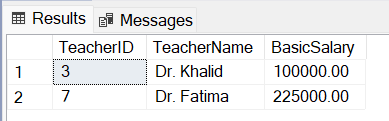 Results Messages
TeacherID TeacherName BasicSalary
1 3 Dr. Khalid 100000.00
2 7 Dr. Fatima 225000.00